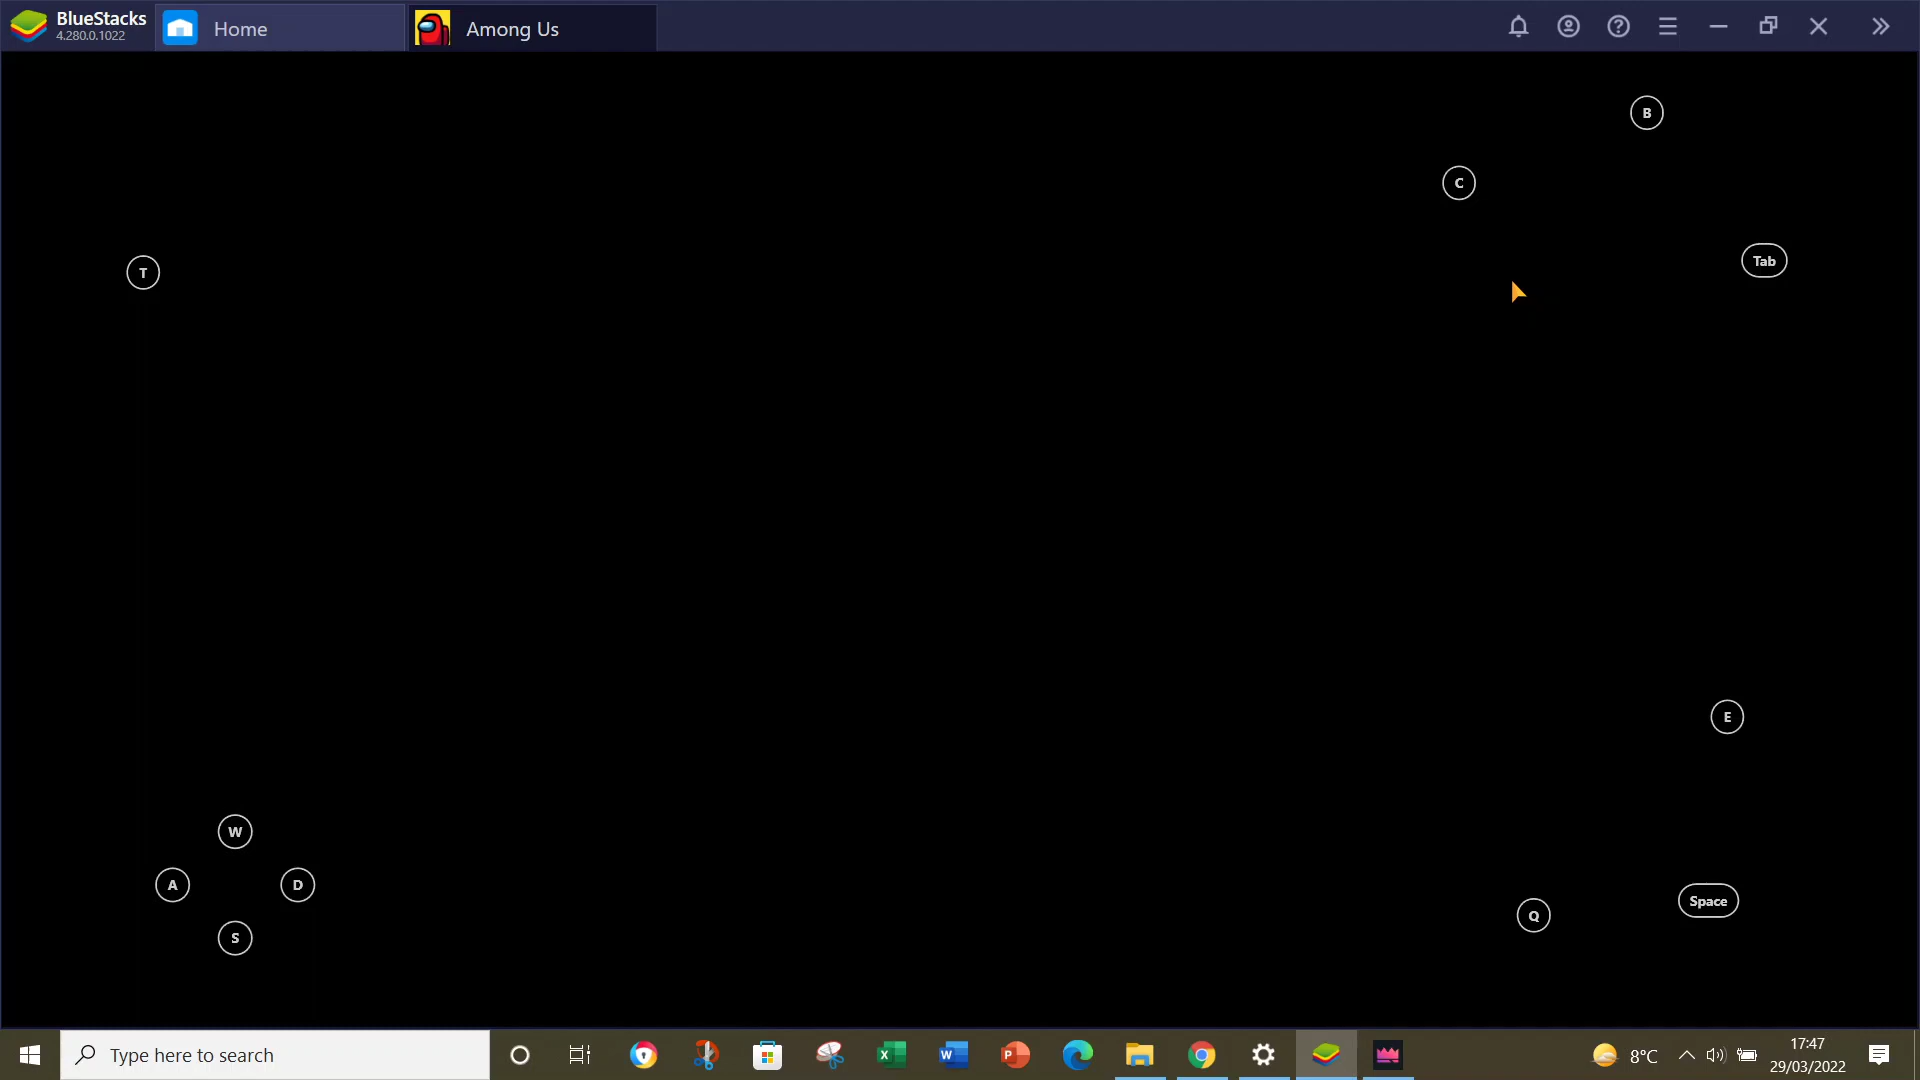 BlueStacks
4.280.0.1022
Home
Among Us
B
C
Tab
T
E
W
A
D
S
Q
Space
Type here to search
8°C
17:47
29/03/2022